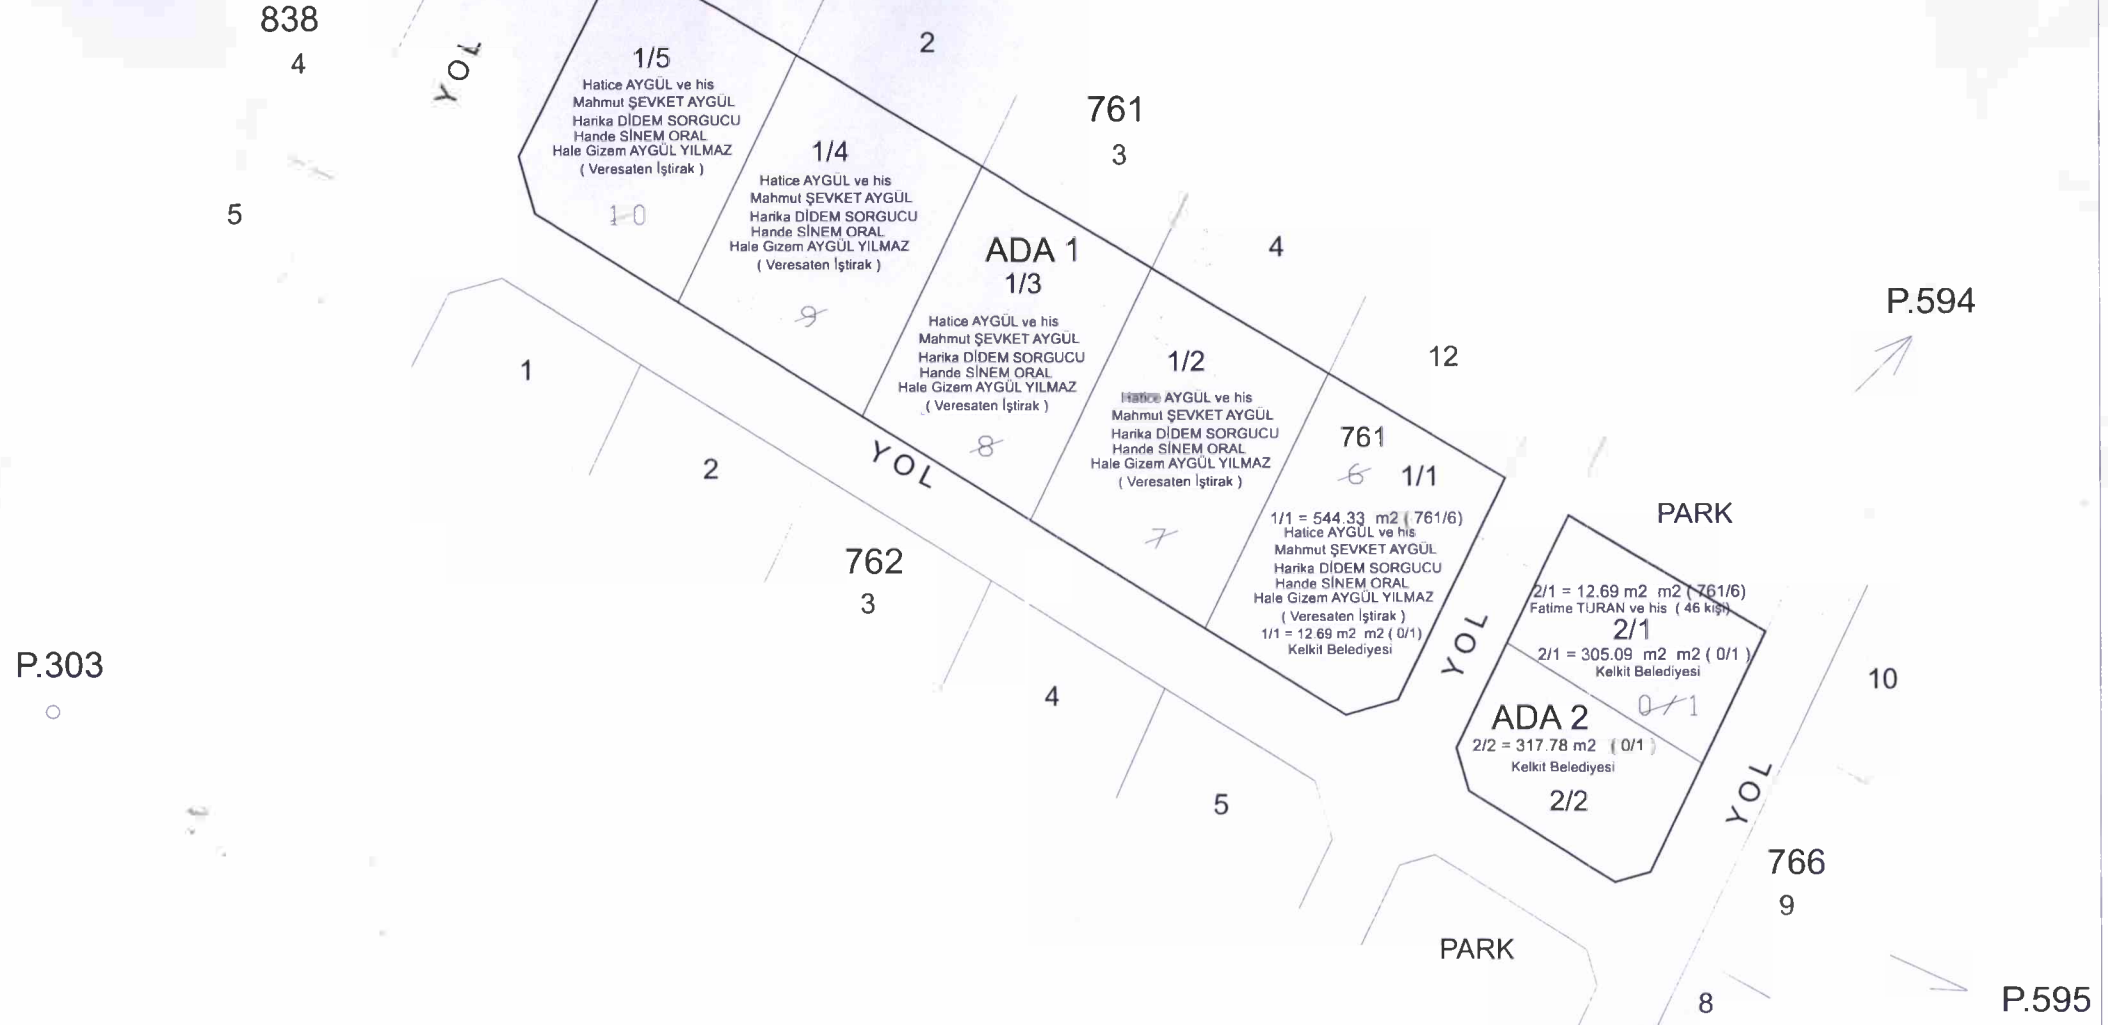 838
4
5
YOL
1/5
Hatice AYGÜL ve his
Mahmut ŞEVKET AYGÜL
Harika DİDEM SORGUCU
Hande SİNEM ORAL
Hale Gizem AYGÜL YILMAZ
( Veresaten İştirak )
10
2
1/4
Hatice AYGÜL ve his
Mahmut ŞEVKET AYGÜL
Harika DİDEM SORGUCU
Hande SİNEM ORAL
Hale Gizem AYGÜL YILMAZ
( Veresaten İştirak )
9
761
3
ADA 1
1/3
Hatice AYGÜL ve his
Mahmut ŞEVKET AYGÜL
Harika DİDEM SORGUCU
Hande SİNEM ORAL
Hale Gizem AYGÜL YILMAZ
( Veresaten İştirak )
8
4
1/2
Hatice AYGÜL ve his
Mahmut ŞEVKET AYGÜL
Harika DİDEM SORGUCU
Hande SİNEM ORAL
Hale Gizem AYGÜL YILMAZ
( Veresaten İştirak )
7
12
761
6 1/1
1/1 = 544.33 m2 ( 761/6)
Hatice AYGÜL ve his
Mahmut ŞEVKET AYGÜL
Harika DİDEM SORGUCU
Hande SİNEM ORAL
Hale Gizem AYGÜL YILMAZ
( Veresaten İştirak )
1/1 = 12.69 m2 m2 ( 0/1)
Kelkit Belediyesi
P.594
PARK
YOL
2/1 = 12.69 m2 m2 ( 761/6)
Fatime TURAN ve his ( 46 kişi)
2/1
2/1 = 305.09 m2 m2 ( 0/1 )
Kelkit Belediyesi
0/1
ADA 2
2/2 = 317.78 m2 ( 0/1 )
Kelkit Belediyesi
2/2
10
YOL
766
9
1
2
YOL
762
3
4
5
P.303
PARK
8
P.595